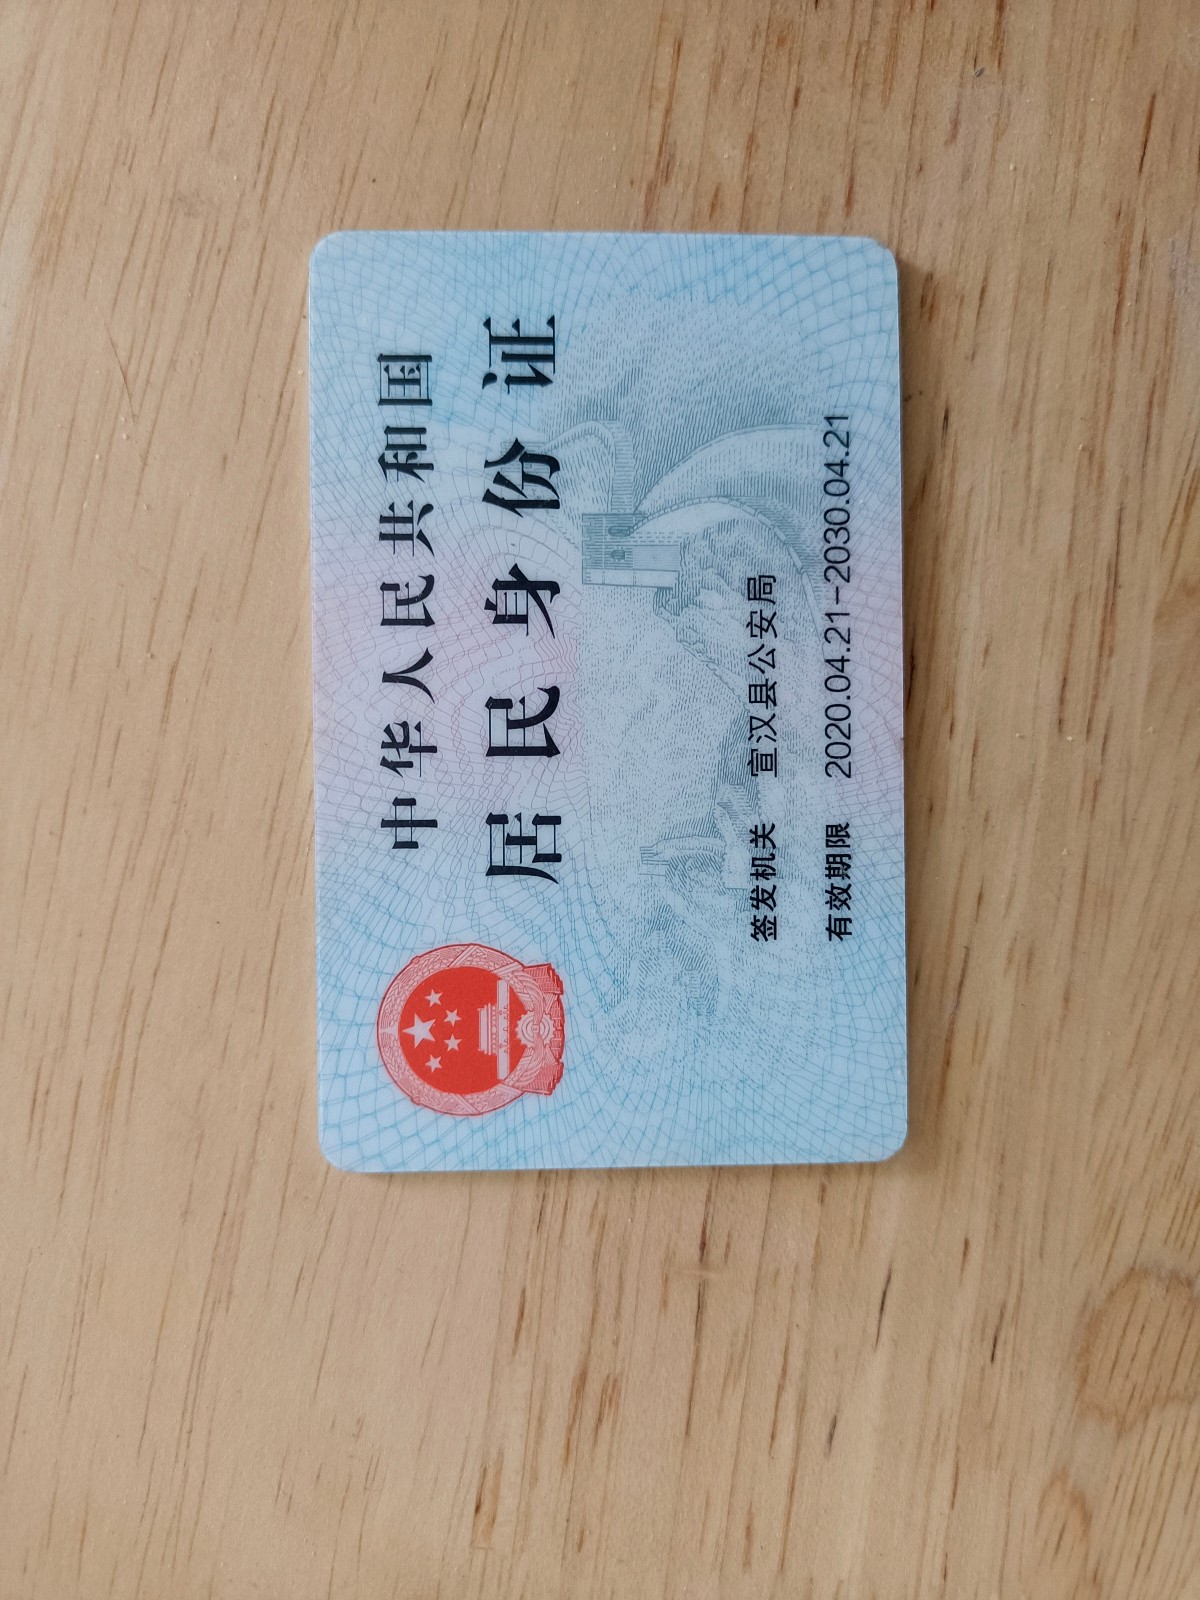 中华人民共和国
居民身份证
签发机关 宣汉县公安局
有效期限 2020.04.21-2030.04.21